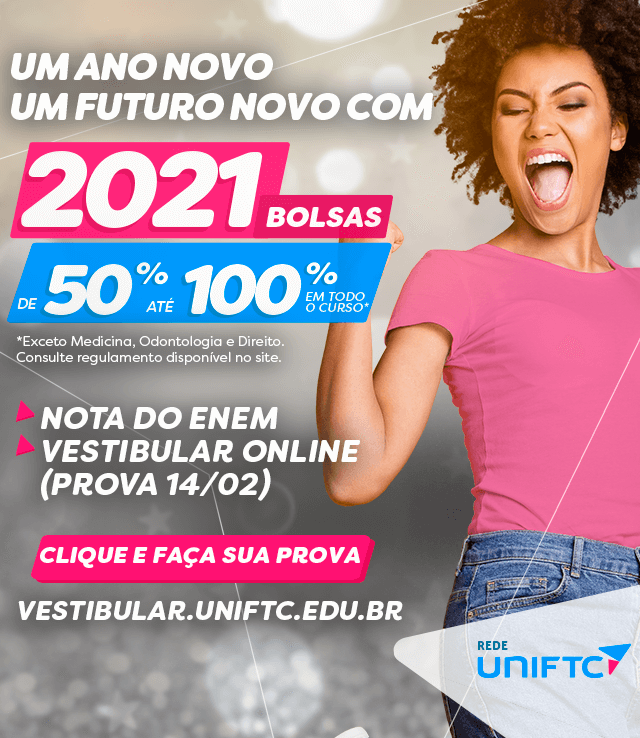 UM ANO NOVO
UM FUTURO NOVO COM
2021 BOLSAS
DE 50% ATÉ 100% EM TODO
O CURSO*
*Exceto Medicina, Odontologia e Direito.
Consulte regulamento disponível no site.
NOTA DO ENEM
VESTIBULAR ONLINE
(PROVA 14/02)
CLIQUE E FAÇA SUA PROVA
VESTIBULAR.UNIFTC.EDU.BR
REDE
UNIFTC